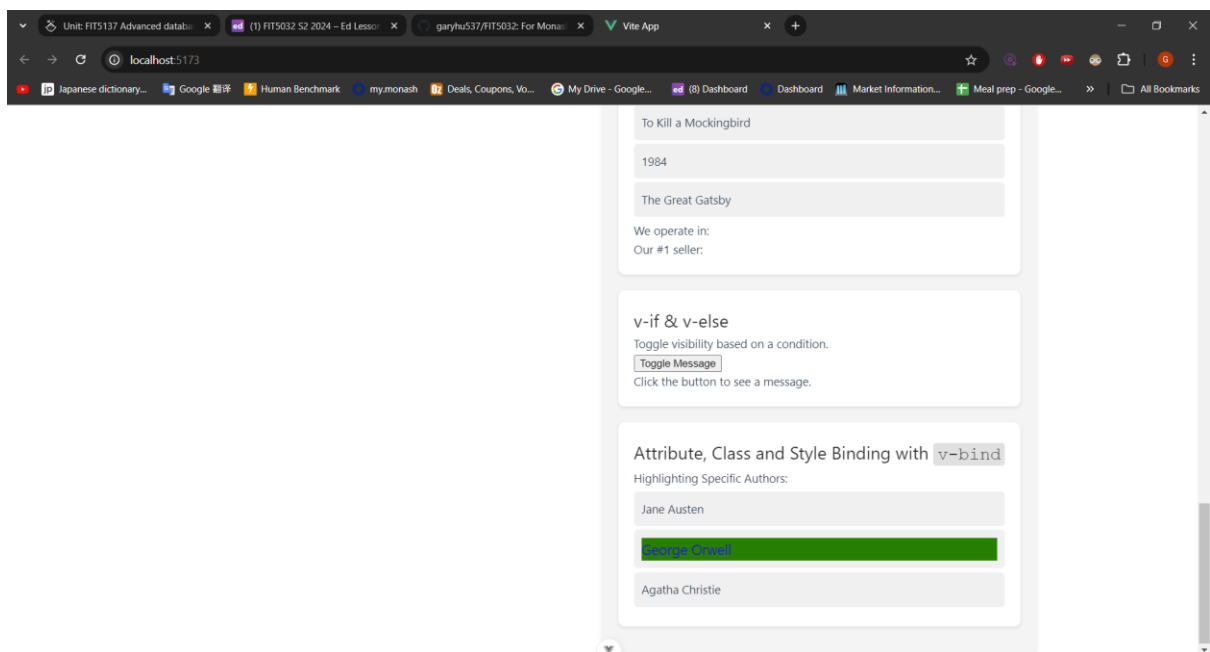 Unit: FIT5137 Advanced databa
(1) FIT5032 S2 2024 – Ed Lessor
garyhu537/FIT5032: For Monas
Vite App
localhost:5173
G
jp Japanese dictionary...
Google 翻译
Human Benchmark
my.monash
Deals, Coupons, Vo...
My Drive - Google...
ed (8) Dashboard
Dashboard
Market Information...
Meal prep - Google...
All Bookmarks
To Kill a Mockingbird
1984
The Great Gatsby
We operate in:
Our #1 seller:
v-if & v-else
Toggle visibility based on a condition.
Toggle Message
Click the button to see a message.
Attribute, Class and Style Binding with v-bind
Highlighting Specific Authors:
Jane Austen
George Orwell
Agatha Christie